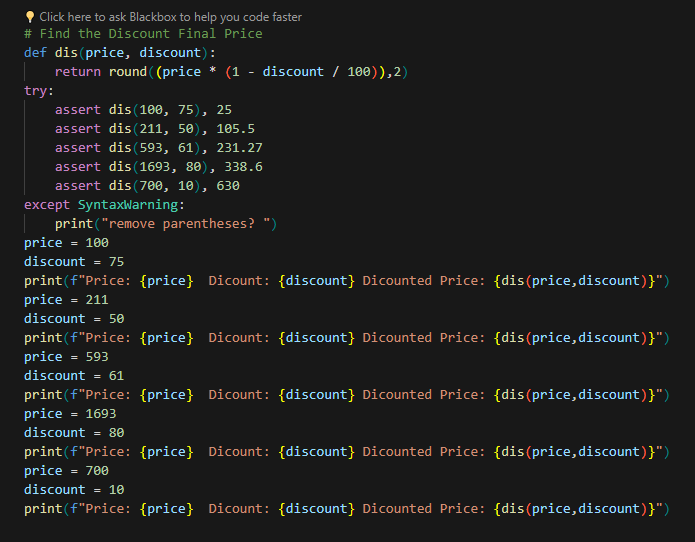 Click here to ask Blackbox to help you code faster
# Find the Discount Final Price
def dis(price, discount):
    return round((price * (1 - discount / 100)),2)
try:
    assert dis(100, 75), 25
    assert dis(211, 50), 105.5
    assert dis(593, 61), 231.27
    assert dis(1693, 80), 338.6
    assert dis(700, 10), 630
except SyntaxWarning:
    print("remove parentheses? ")
price = 100
discount = 75
print(f"Price: {price}  Dicount: {discount} Dicounted Price: {dis(price,discount)}")
price = 211
discount = 50
print(f"Price: {price}  Dicount: {discount} Dicounted Price: {dis(price,discount)}")
price = 593
discount = 61
print(f"Price: {price}  Dicount: {discount} Dicounted Price: {dis(price,discount)}")
price = 1693
discount = 80
print(f"Price: {price}  Dicount: {discount} Dicounted Price: {dis(price,discount)}")
price = 700
discount = 10
print(f"Price: {price}  Dicount: {discount} Dicounted Price: {dis(price,discount)}")